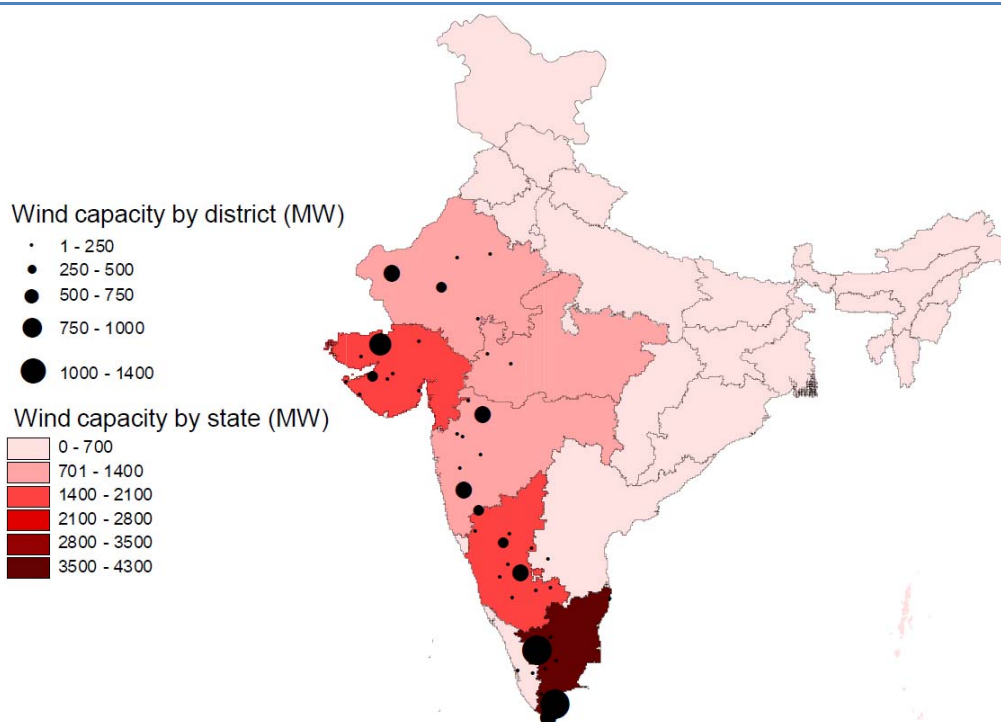 Wind capacity by district (MW)
1 - 250
250 - 500
500 - 750
750 - 1000
1000 - 1400
Wind capacity by state (MW)
0 - 700
701 - 1400
1400 - 2100
2100 - 2800
2800 - 3500
3500 - 4300